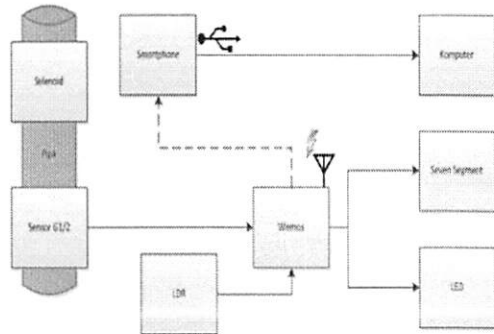 Smartphone
Komputer
Solenoid
Pipa
Seven Segment
Sensor G1/2
Wemos
LDR
LED